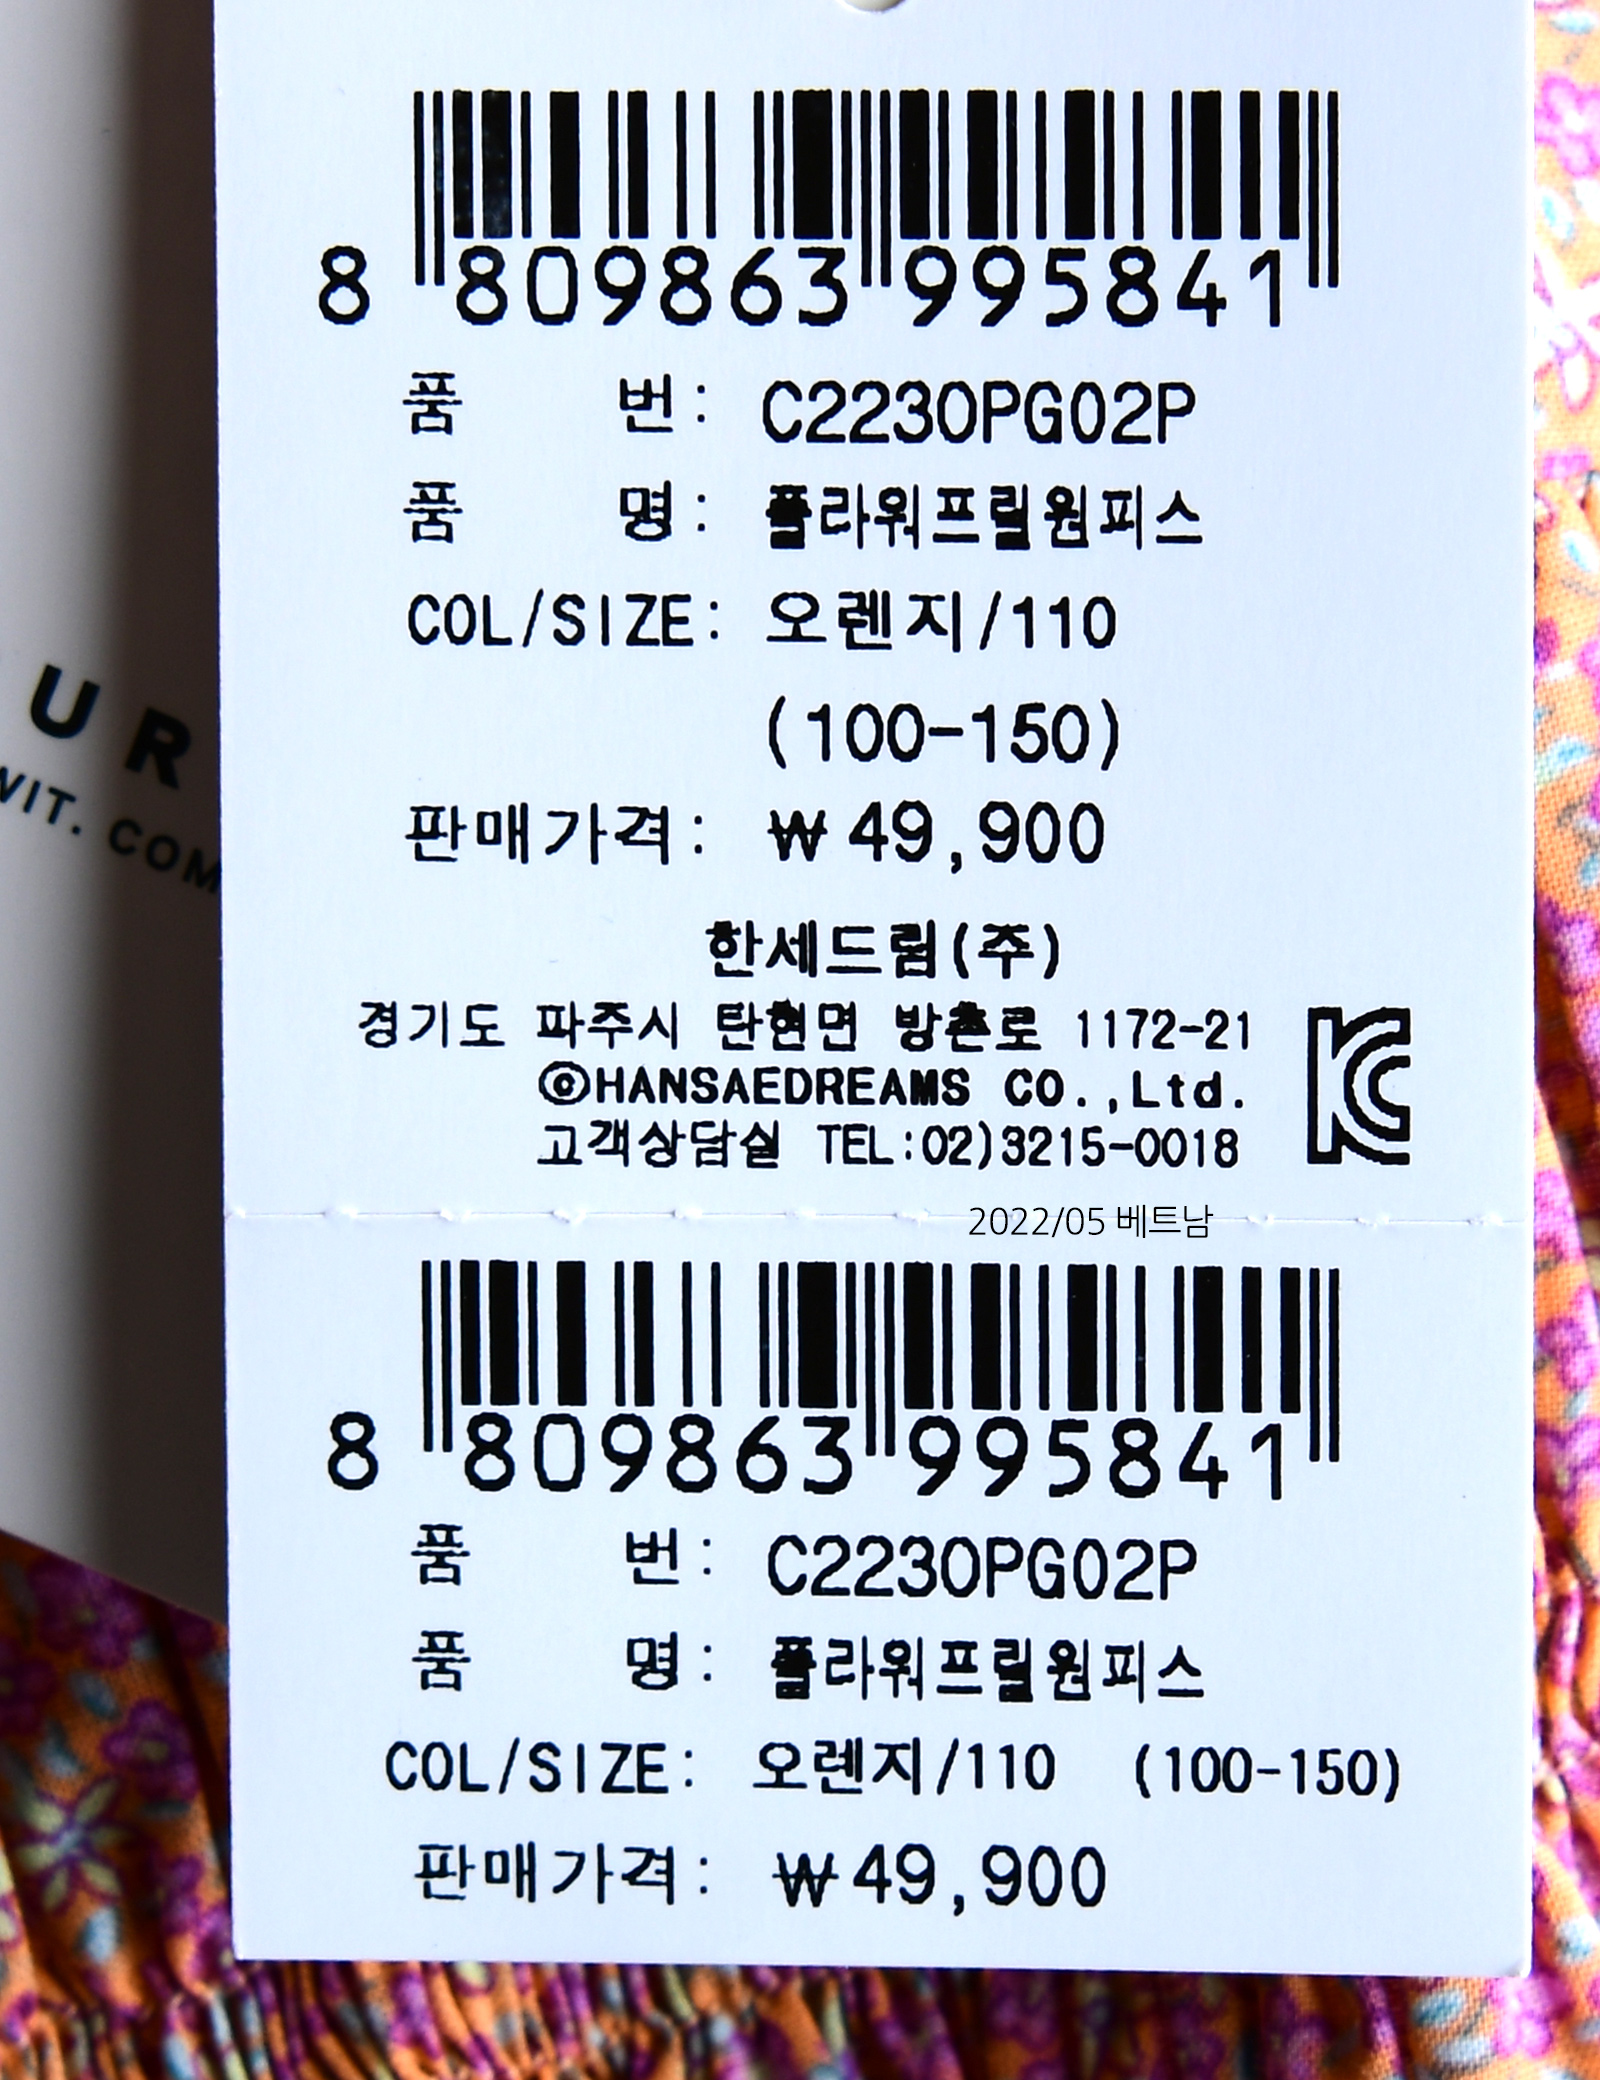 8 809863 995841
품 번: C2230PG02P
품 명: 플라워프릴원피스
COL/SIZE: 오렌지/110
(100-150)
판매가격: ₩49,900
한세드림(주)
경기도 파주시 탄현면 방촌로 1172-21
©HANSAEDREAMS CO.,Ltd.
고객상담실 TEL:02)3215-0018
KC
2022/05 베트남
8 809863 995841
품 번: C2230PG02P
품 명: 플라워프릴원피스
COL/SIZE: 오렌지/110 (100-150)
판매가격: ₩49,900
UR
WIT. COM